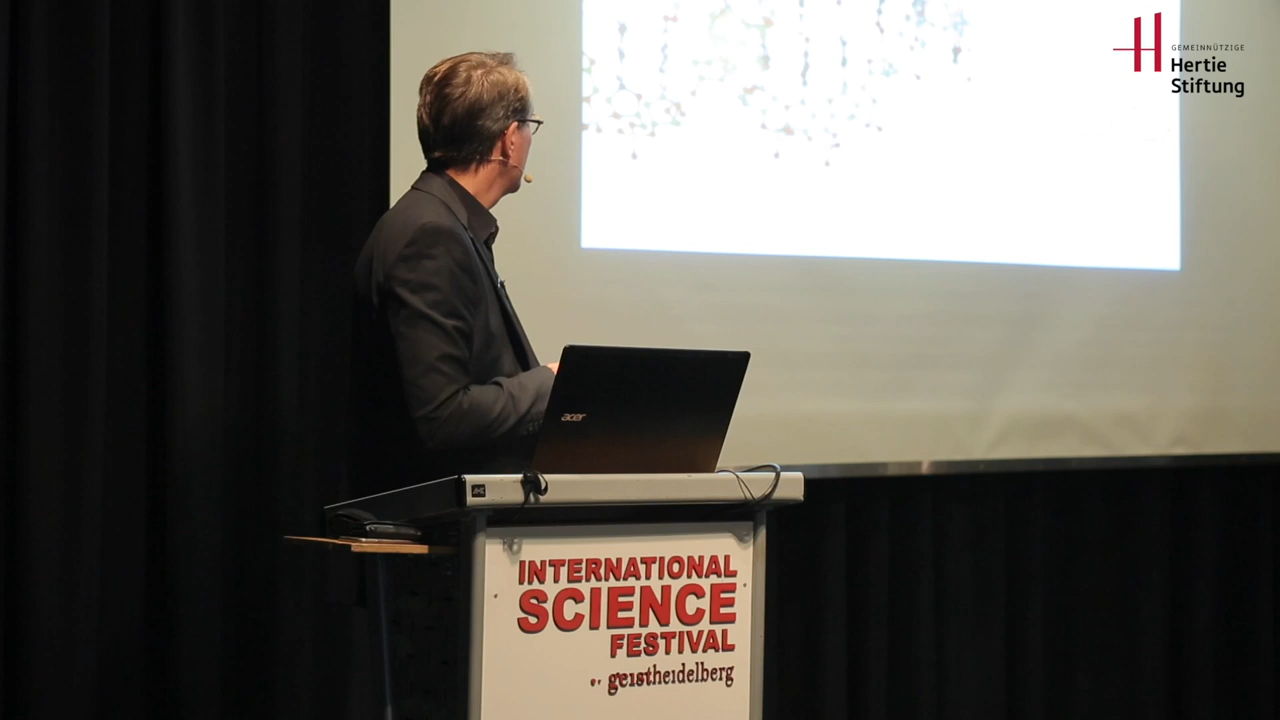 GEMEINNÜTZIGE
Hertie
Stiftung
acer
INTERNATIONAL
SCIENCE
FESTIVAL
geistheidelberg